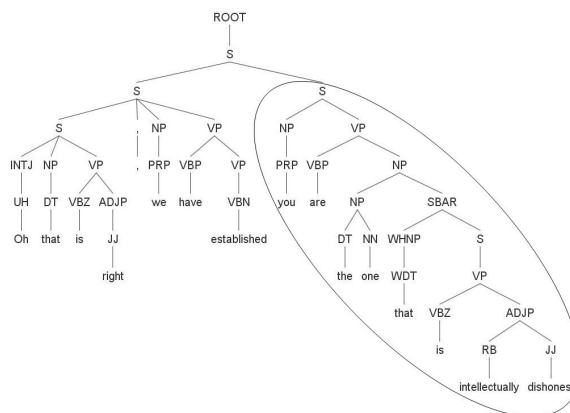 ROOT
S
S S
S , NP VP NP VP
INTJ NP VP , PRP VBP VP PRP VBP NP
UH DT VBZ ADJP we have VBN you are NP SBAR
Oh that is JJ established DT NN WHNP S
right the one WDT VP
that VBZ ADJP
is RB JJ
intellectually dishones